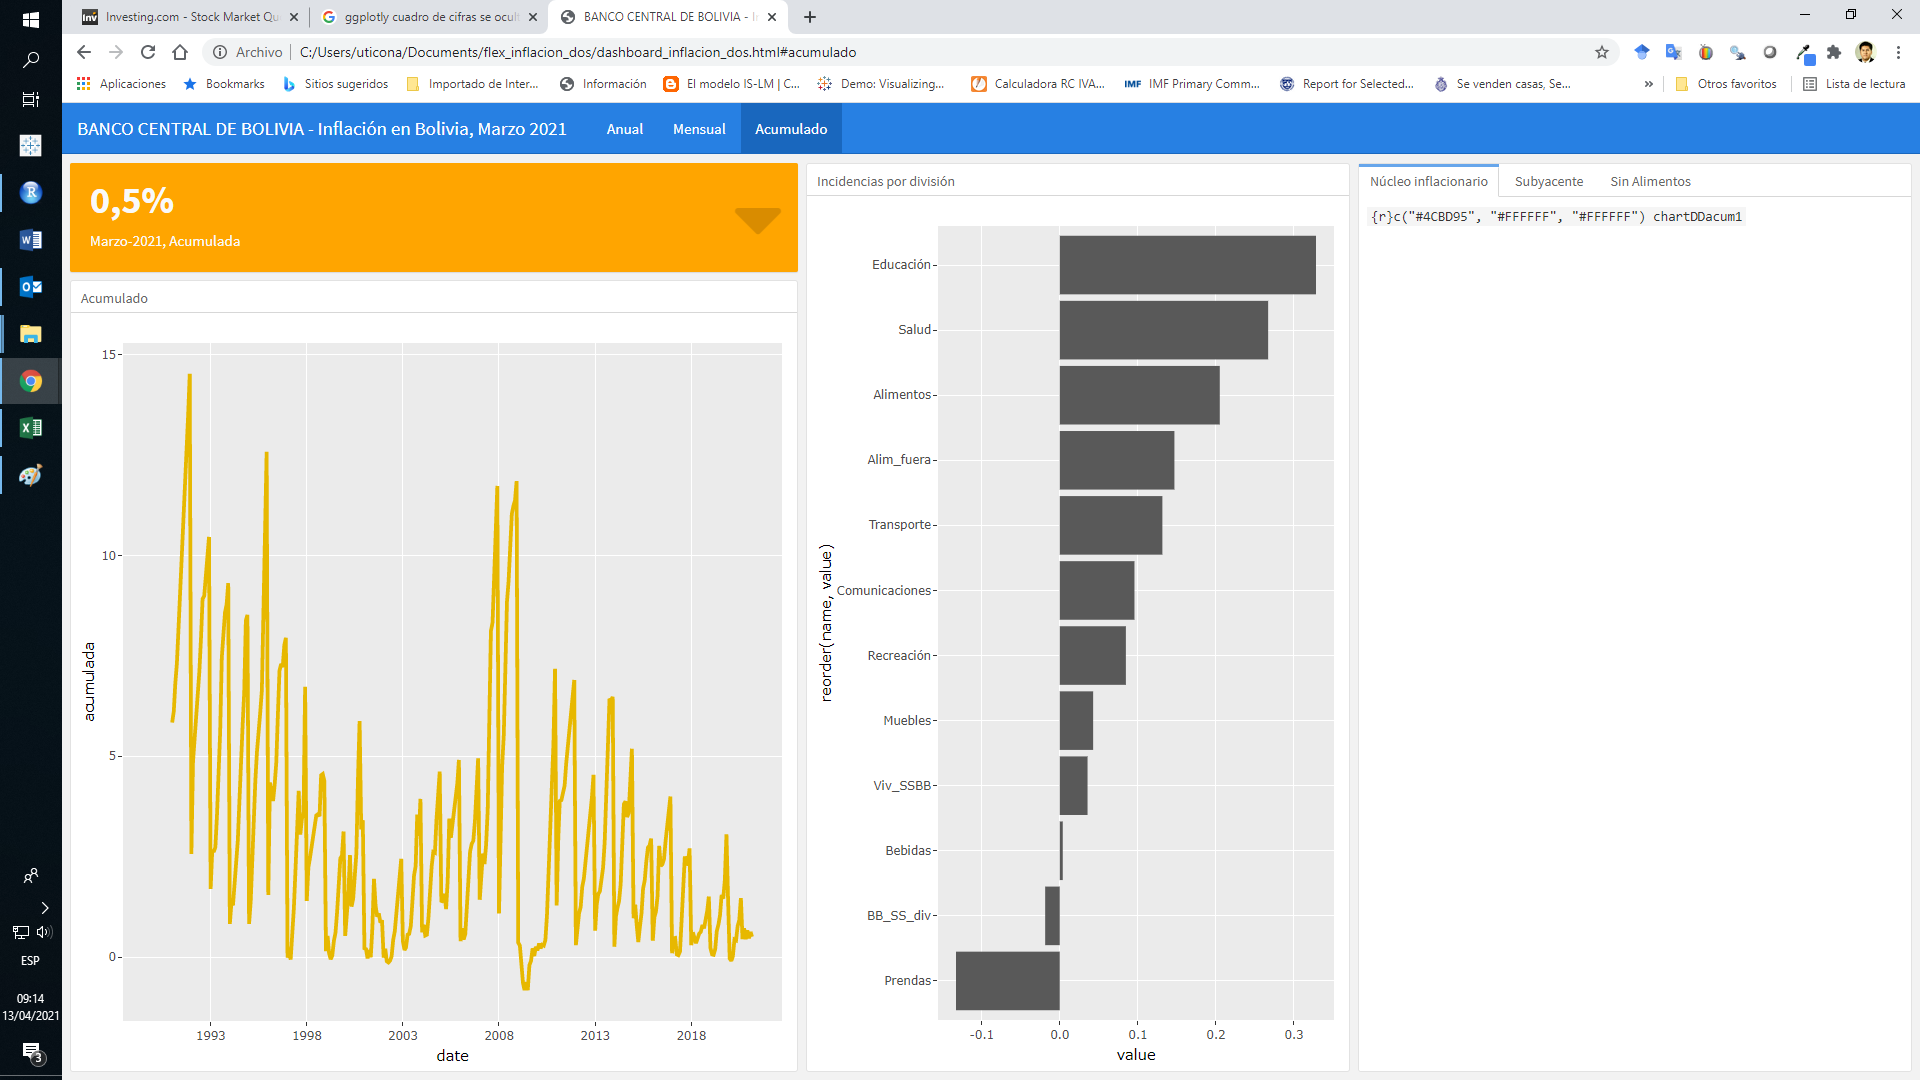 Investing.com - Stock Market Qu
ggplotly cuadro de cifras se ocult
BANCO CENTRAL DE BOLIVIA - I
Archivo
C:/Users/uticona/Documents/flex_inflacion_dos/dashboard_inflacion_dos.html#acumulado
Aplicaciones
Bookmarks
Sitios sugeridos
Importado de Inter...
Información
El modelo IS-LM | C...
Demo: Visualizing...
Calculadora RC IVA...
IMF
IMF Primary Comm...
Report for Selected...
Se venden casas, Se...
»
Otros favoritos
Lista de lectura
BANCO CENTRAL DE BOLIVIA - Inflación en Bolivia, Marzo 2021
Anual
Mensual
Acumulado
0,5%
Marzo-2021, Acumulada
Acumulado
15
10
5
0
acumulada
1993
1998
2003
2008
2013
2018
date
Incidencias por división
Educación
Salud
Alimentos
Alim_fuera
Transporte
Comunicaciones
Recreación
Muebles
Viv_SSBB
Bebidas
BB_SS_div
Prendas
reorder(name, value)
-0.1
0.0
0.1
0.2
0.3
value
Núcleo inflacionario
Subyacente
Sin Alimentos
{r}c("#4CBD95", "#FFFFFF", "#FFFFFF") chartDDacum1
ESP
09:14
13/04/2021
3